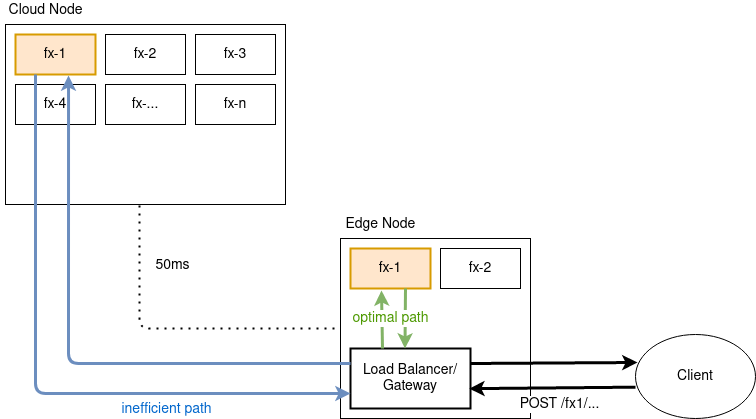 Cloud Node
fx-1
fx-2
fx-3
fx-4
fx-...
fx-n
Edge Node
50ms
fx-1
fx-2
optimal path
Load Balancer/
Gateway
Client
POST /fx1/...
inefficient path